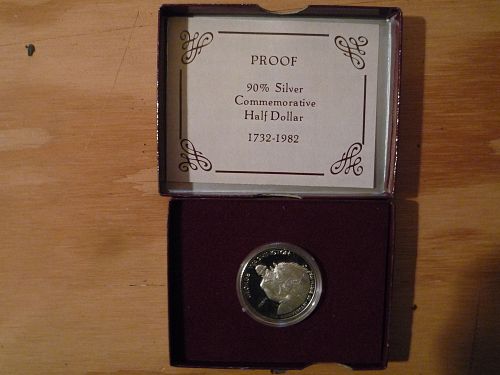 PROOF
90% Silver
Commemorative
Half Dollar
1732-1982